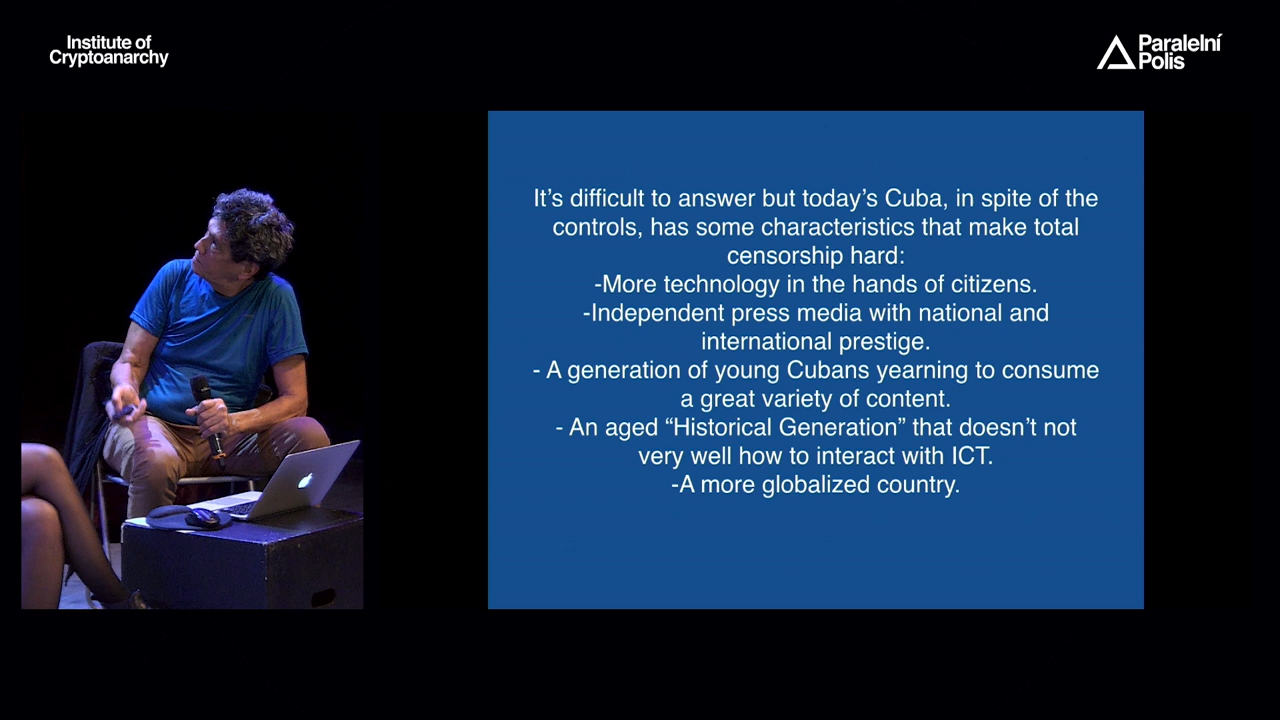 Institute of
Cryptoanarchy
Paralelní
Polis
It’s difficult to answer but today’s Cuba, in spite of the
controls, has some characteristics that make total
censorship hard:
-More technology in the hands of citizens.
-Independent press media with national and
international prestige.
- A generation of young Cubans yearning to consume
a great variety of content.
- An aged “Historical Generation” that doesn’t not
very well how to interact with ICT.
-A more globalized country.